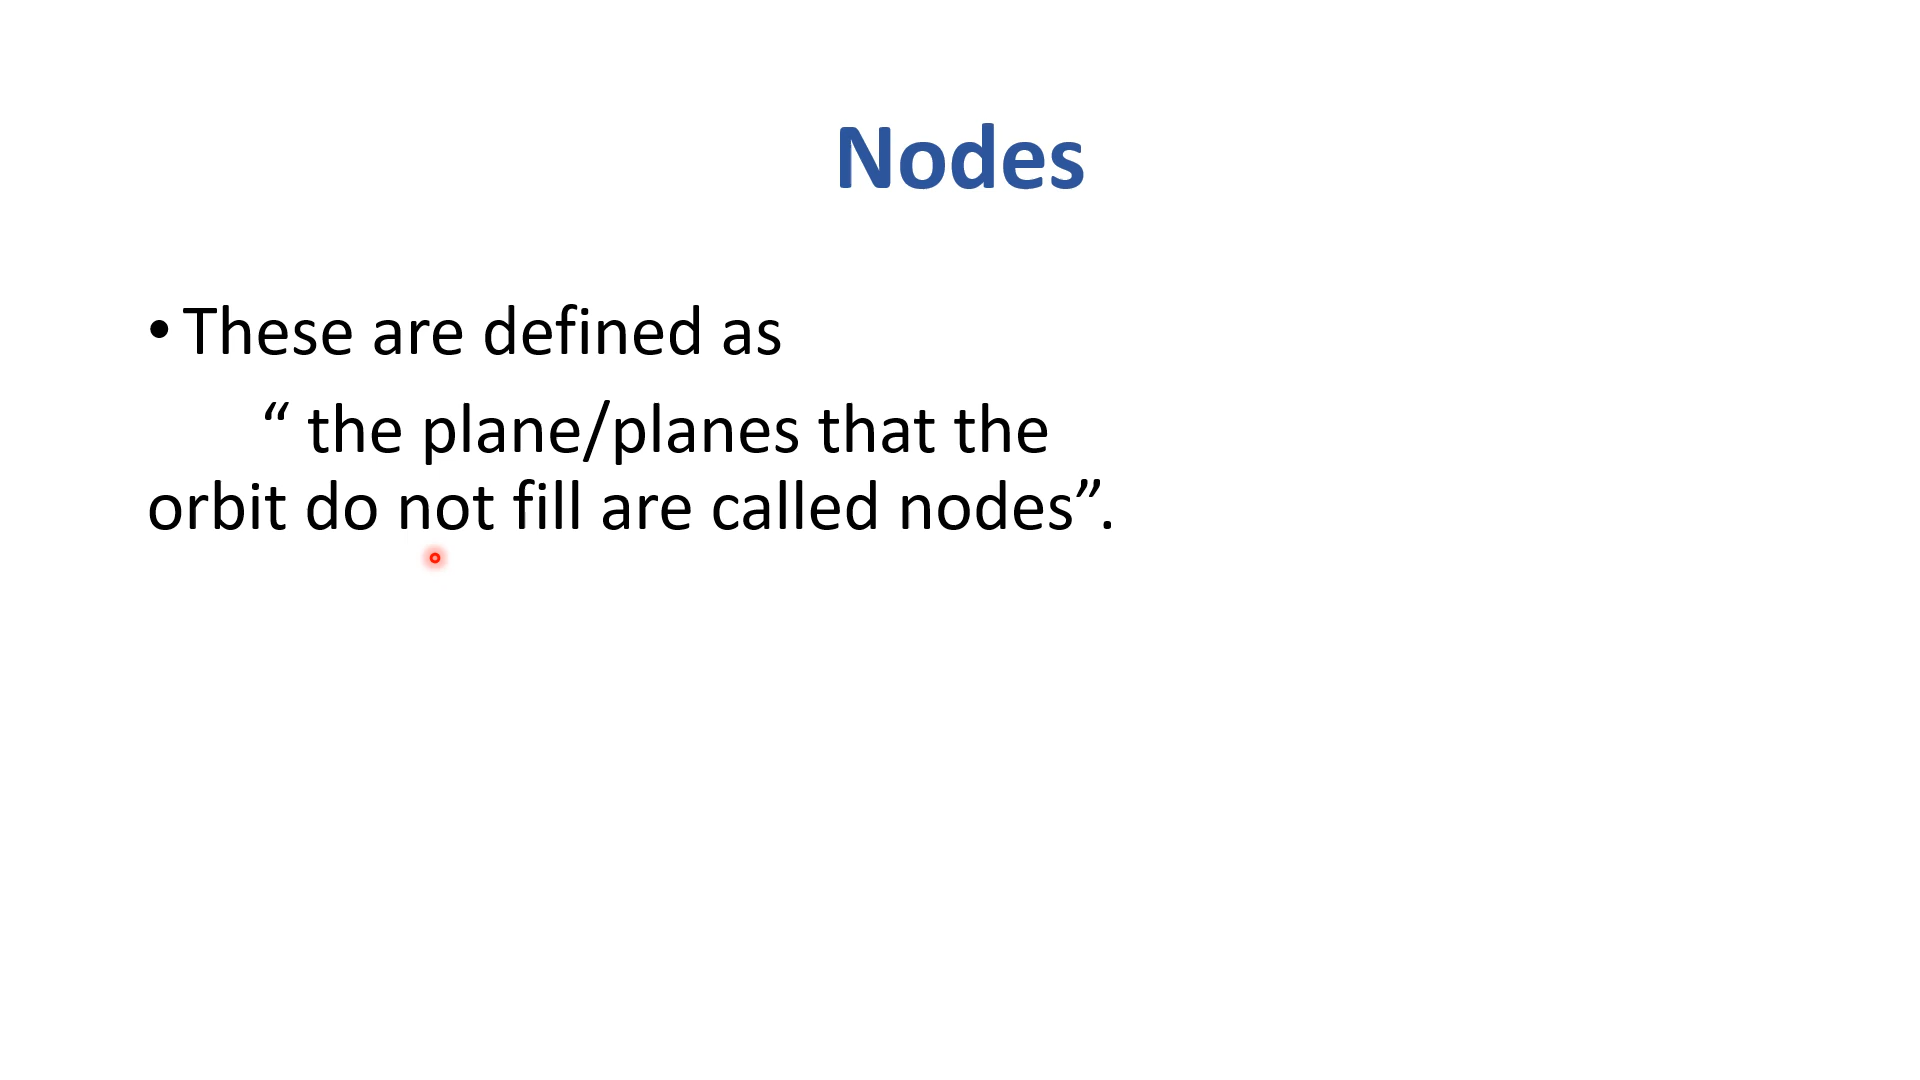 Nodes
• These are defined as
“ the plane/planes that the
orbit do not fill are called nodes”.